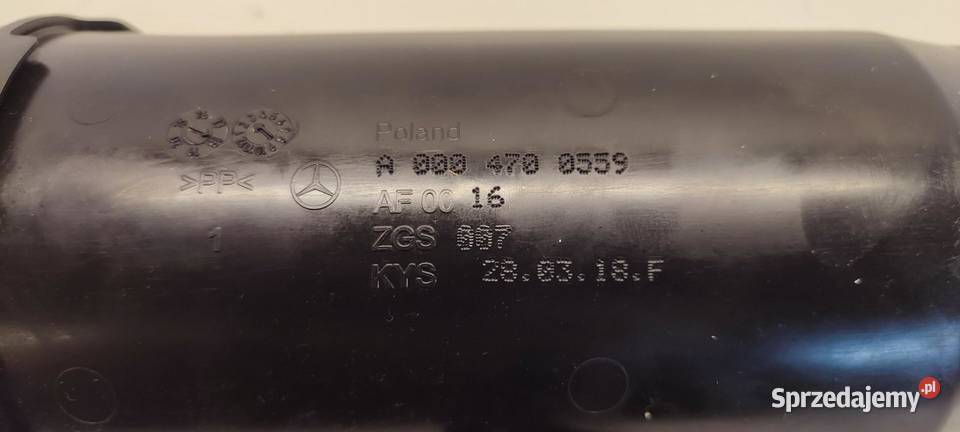 Poland
A 000 470 0559
>PP<
AF 00 16
1
ZGS 007
KYS 28.03.18.F
Sprzedajemy.pl